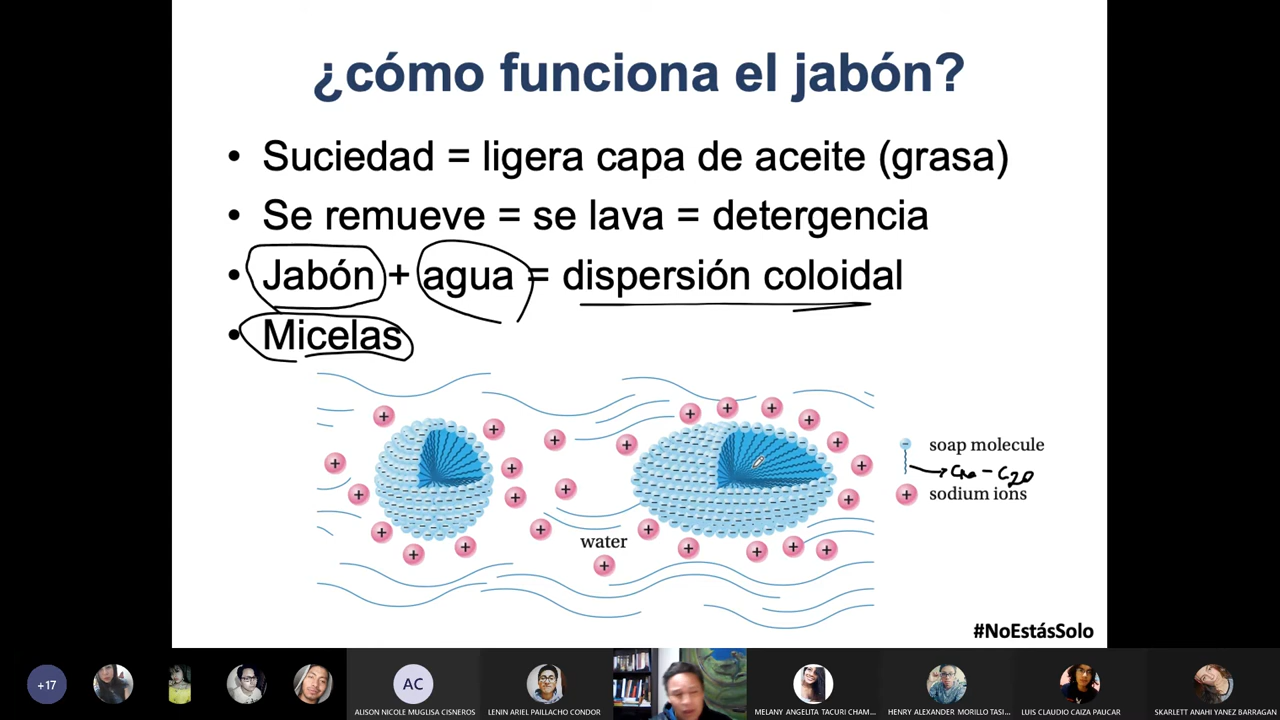 ¿cómo funciona el jabón?
• Suciedad = ligera capa de aceite (grasa)
• Se remueve = se lava = detergencia
• Jabón + agua = dispersión coloidal
• Micelas
soap molecule
C20
sodium ions
water
#NoEstásSolo
+17
AC
ALISON NICOLE MUGLISA CISNEROS
LENIN ARIEL PAILLACHO CONDOR
MELANY ANGELITA TACURI CHAM...
HENRY ALEXANDER MORILLO TASI...
LUIS CLAUDIO CAIZA PAUCAR
SKARLETT ANAHI YANEZ BARRAGAN